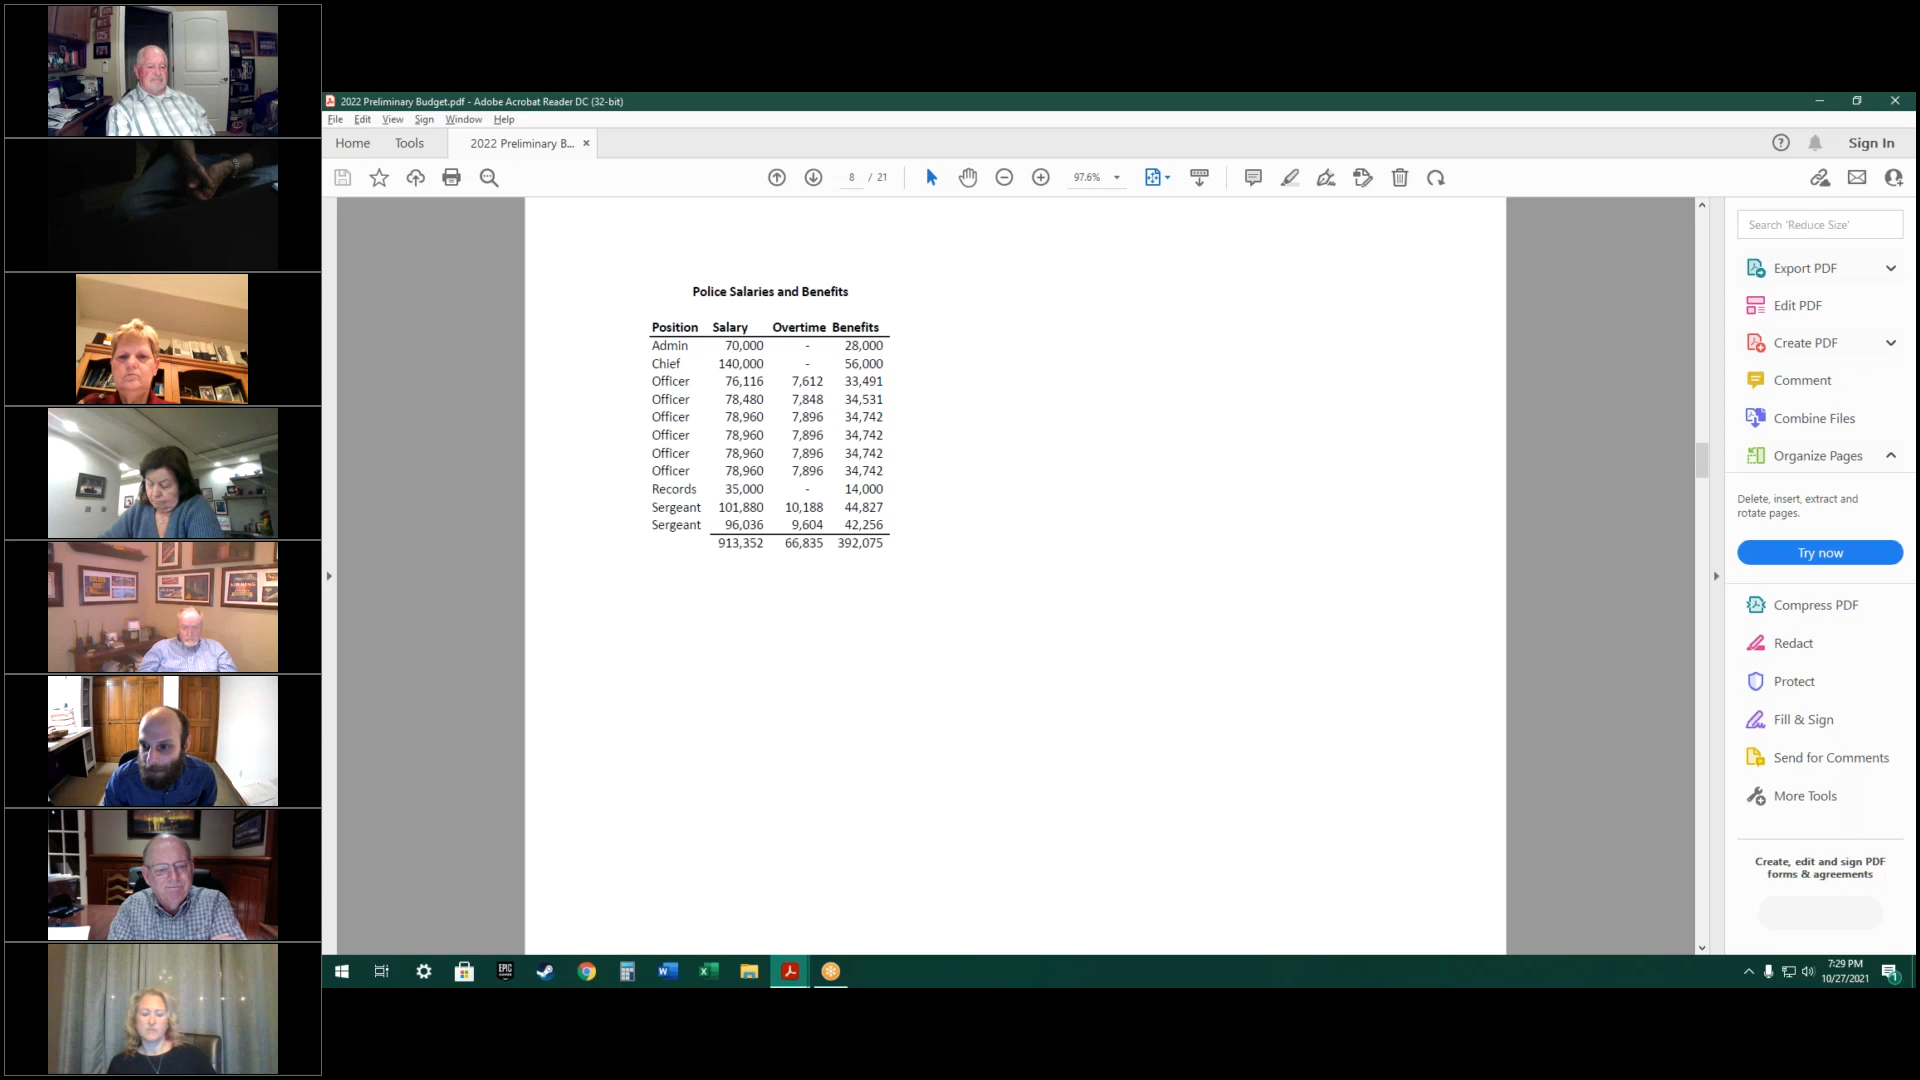 2022 Preliminary Budget.pdf - Adobe Acrobat Reader DC (32-bit)
File Edit View Sign Window Help
Home Tools 2022 Preliminary B... × Sign In
8 / 21 97.6%
Search 'Reduce Size'
Export PDF
Edit PDF
Create PDF
Comment
Combine Files
Organize Pages
Delete, insert, extract and
rotate pages.
Try now
Compress PDF
Redact
Protect
Fill & Sign
Send for Comments
More Tools
Create, edit and sign PDF
forms & agreements
Police Salaries and Benefits
Position Salary Overtime Benefits
Admin 70,000 - 28,000
Chief 140,000 - 56,000
Officer 76,116 7,612 33,491
Officer 78,480 7,848 34,531
Officer 78,960 7,896 34,742
Officer 78,960 7,896 34,742
Officer 78,960 7,896 34,742
Officer 78,960 7,896 34,742
Records 35,000 - 14,000
Sergeant 101,880 10,188 44,827
Sergeant 96,036 9,604 42,256
913,352 66,835 392,075
EPIC
7:29 PM
10/27/2021
1